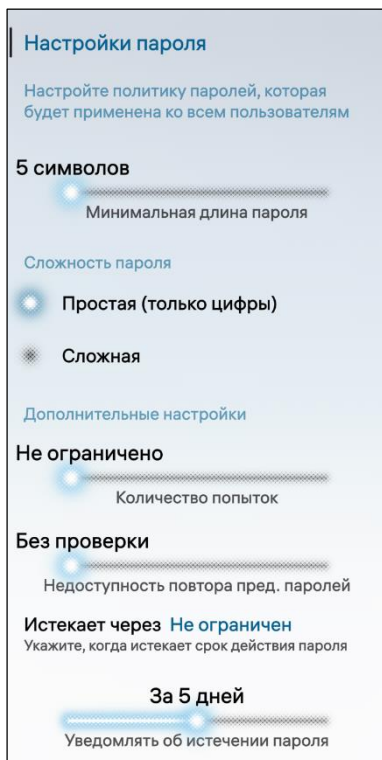 Настройки пароля
Настройте политику паролей, которая
будет применена ко всем пользователям
5 символов
Минимальная длина пароля
Сложность пароля
Простая (только цифры)
Сложная
Дополнительные настройки
Не ограничено
Количество попыток
Без проверки
Недоступность повтора пред. паролей
Истекает через Не ограничен
Укажите, когда истекает срок действия пароля
За 5 дней
Уведомлять об истечении пароля